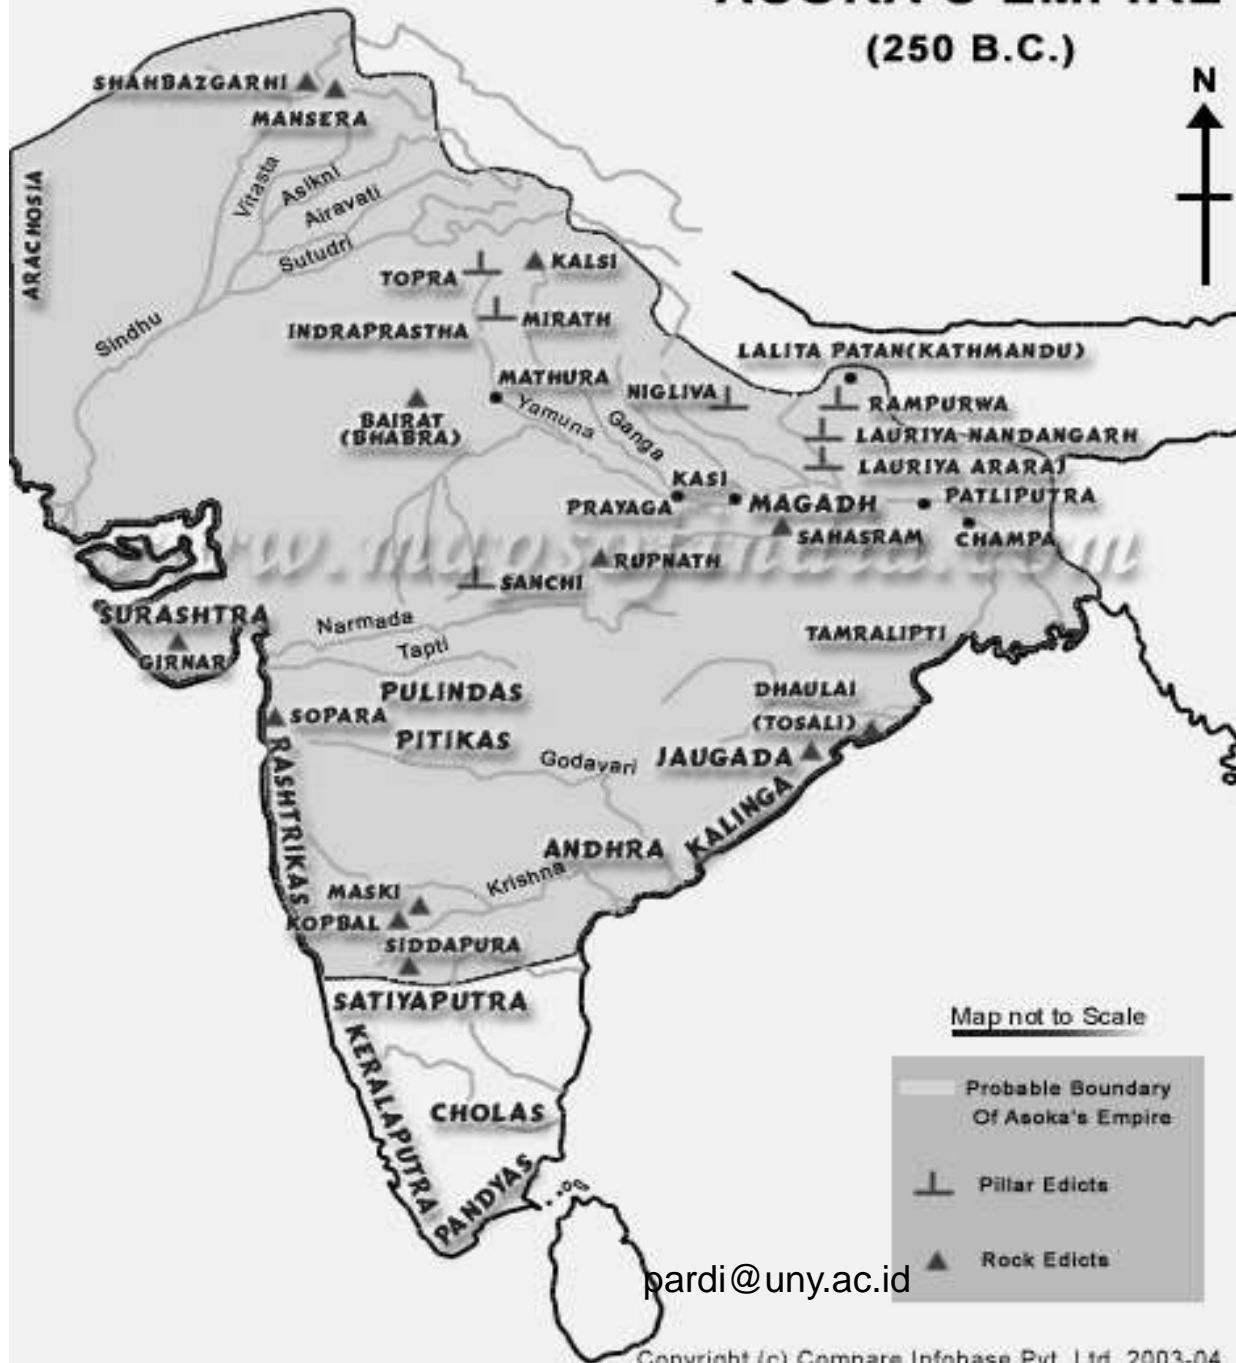 (250 B.C.)
N
SHAHBAZGARHI
MANSERA
ARACHOSIA
Vitasta
Asikni
Airavati
Sutudri
Sindhu
TOPRA
KALSI
INDRAPRASTHA
MIRATH
LALITA PATAN(KATHMANDU)
MATHURA
NIGLIVA
RAMPURWA
BAIRAT
(BHABRA)
Yamuna
Ganga
LAURIYA-NANDANGARH
LAURIYA ARARAJ
KASI
PRAYAGA
MAGADH
PATLIPUTRA
SAHASRAM
CHAMPA
RUPNATH
SANCHI
SURASHTRA
GIRNAR
Narmada
Tapti
TAMRALIPTI
PULINDAS
DHAULAI
(TOSALI)
SOPARA
PITIKAS
Godavari
JAUGADA
RASHTRIKAS
KALINGA
ANDHRA
MASKI
Krishna
KOPBAL
SIDDAPURA
SATIYAPUTRA
KERALAPUTRA
CHOLAS
PANDYAS
Map not to Scale
Probable Boundary
Of Asoka's Empire
Pillar Edicts
Rock Edicts
pardi@uny.ac.id
Copyright (c) Compare Infobase Pvt. Ltd. 2003-04